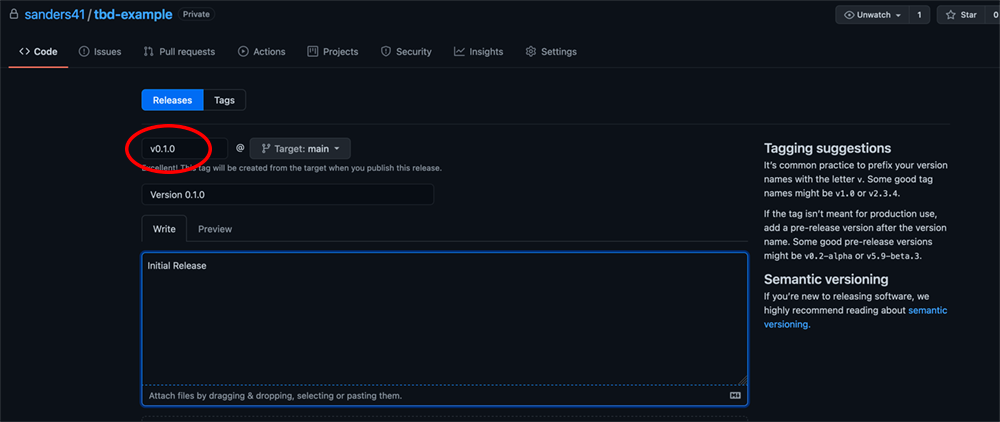 sanders41 / tbd-example Private
Unwatch 1 Star 0
Code Issues Pull requests Actions Projects Security Insights Settings
Releases Tags
v0.1.0 @ Target: main
Excellent! This tag will be created from the target when you publish this release.
Version 0.1.0
Write Preview
Initial Release
Attach files by dragging & dropping, selecting or pasting them.
Tagging suggestions
It's common practice to prefix your version
names with the letter v. Some good tag
names might be v1.0 or v2.3.4.
If the tag isn't meant for production use,
add a pre-release version after the version
name. Some good pre-release versions
might be v0.2-alpha or v5.9-beta.3.
Semantic versioning
If you're new to releasing software, we
highly recommend reading about semantic
versioning.